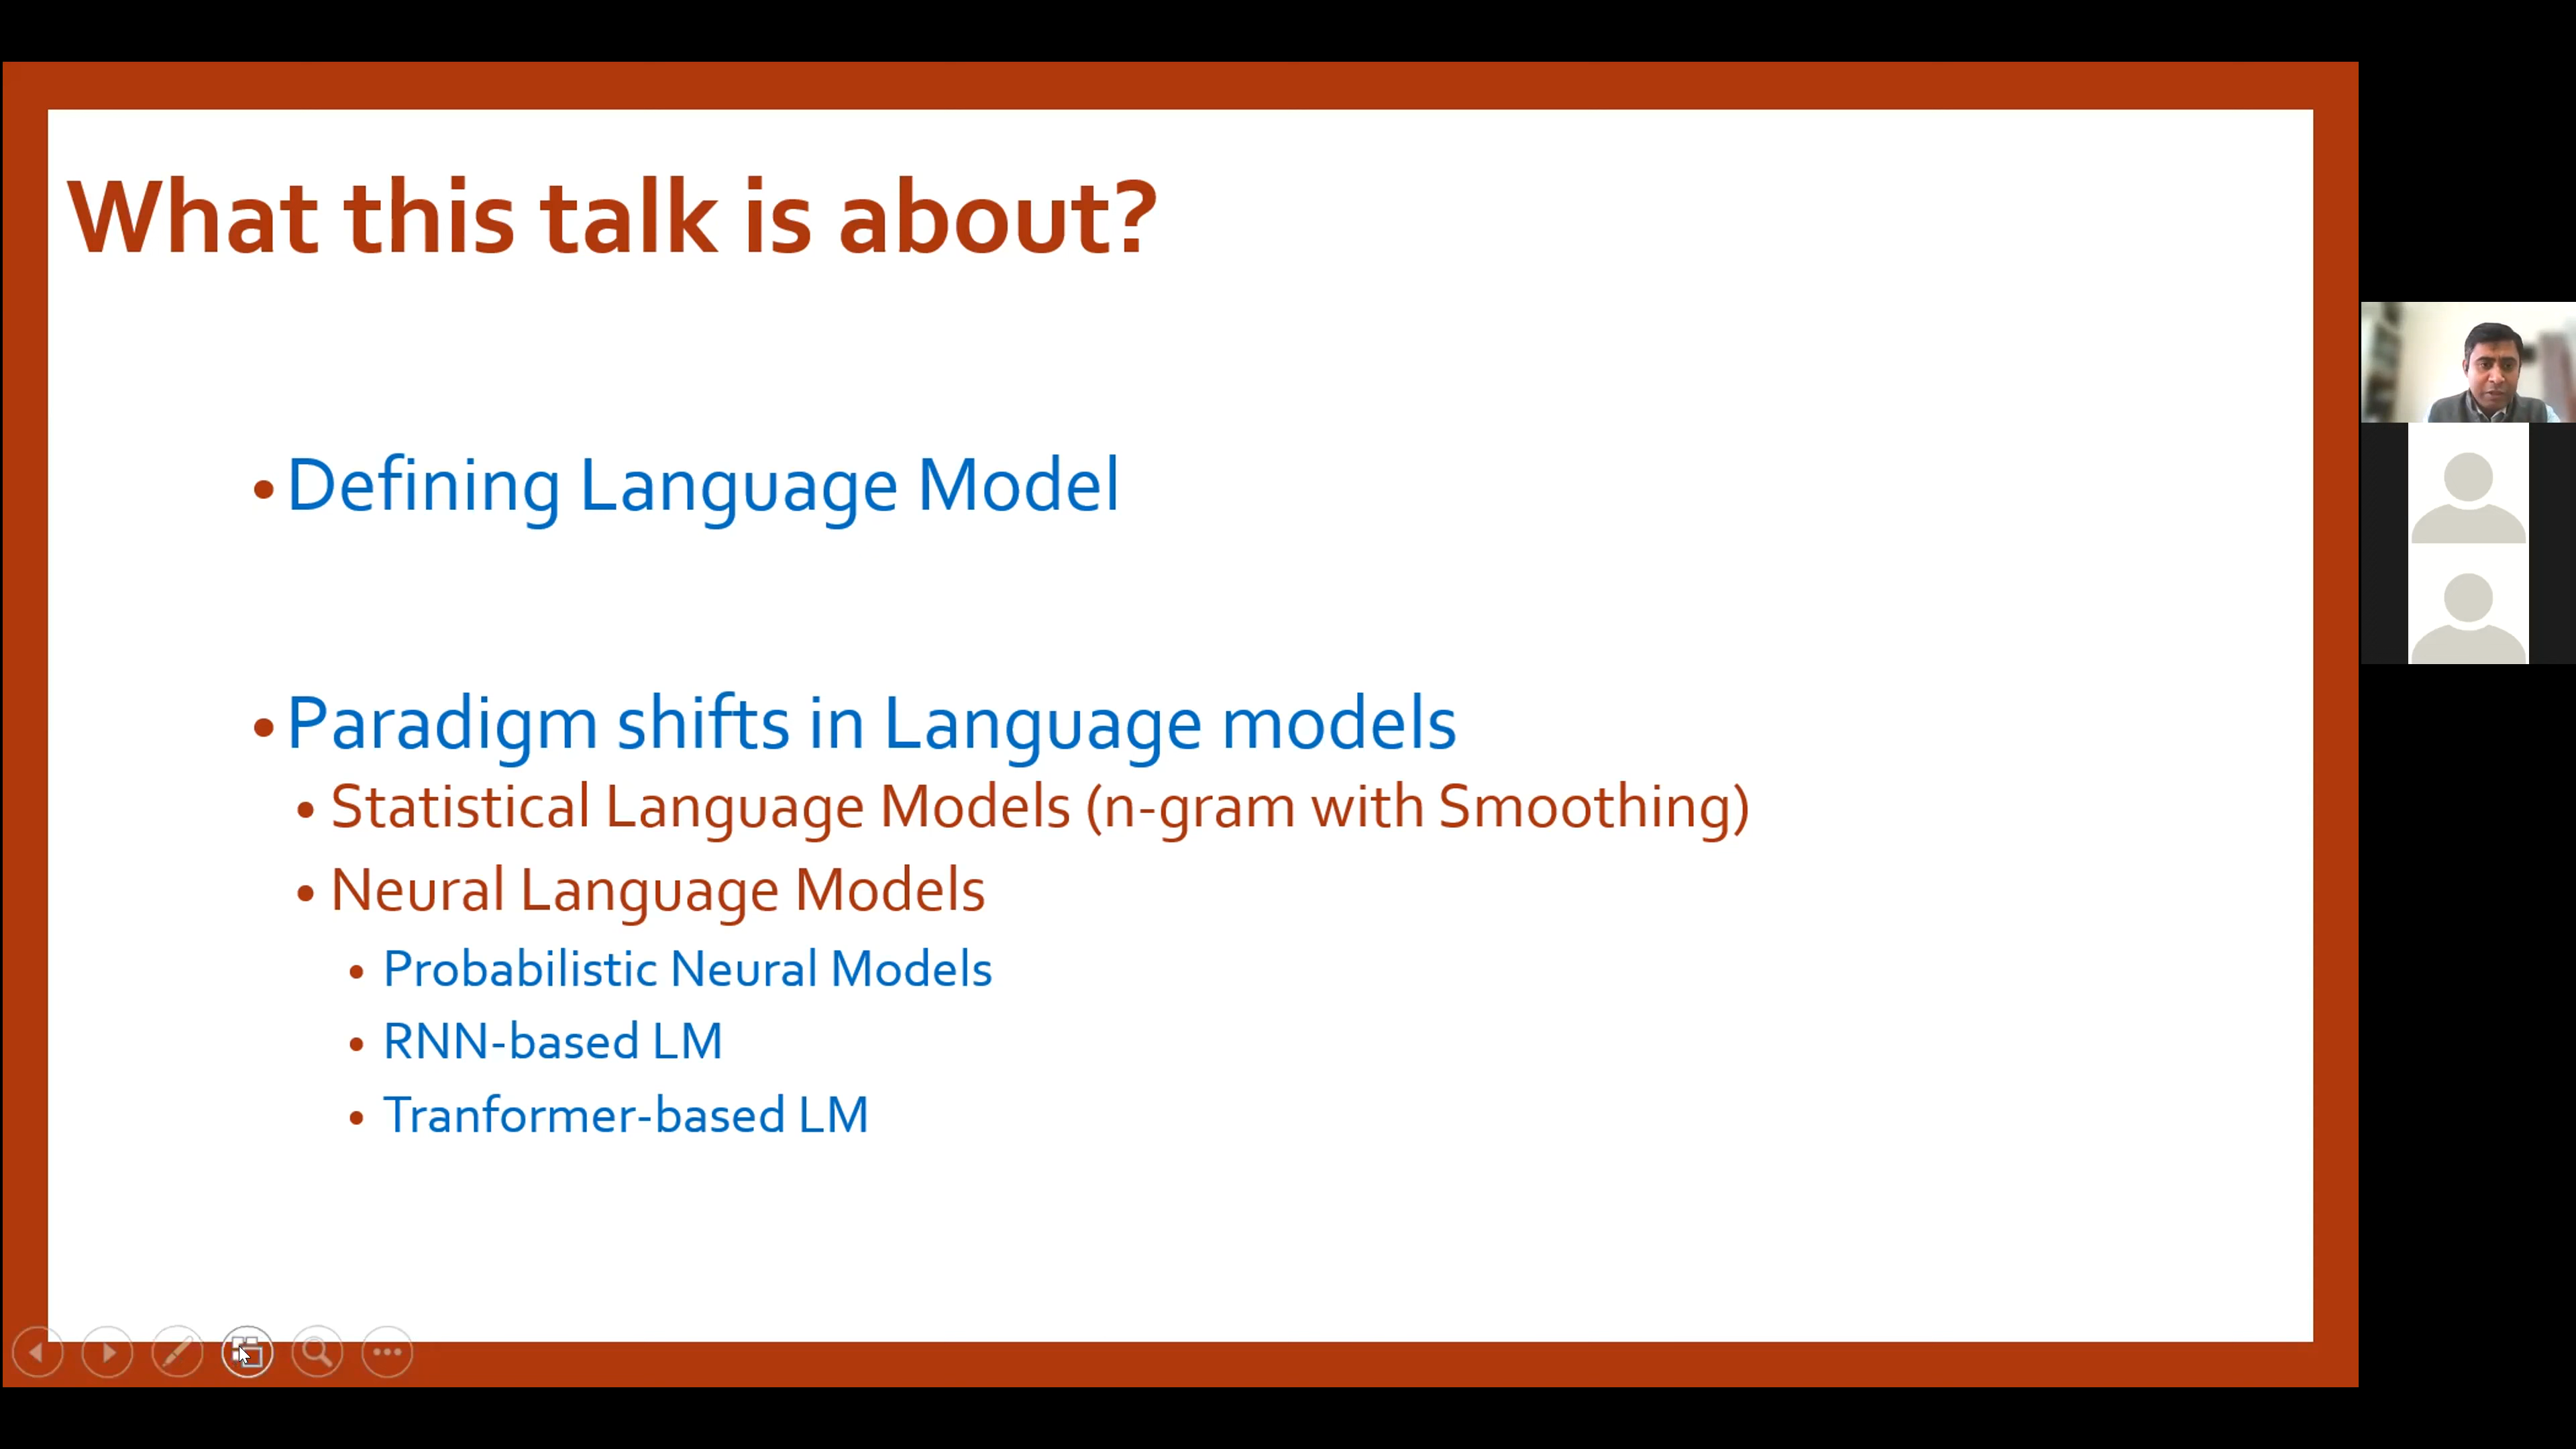 What this talk is about?
• Defining Language Model
• Paradigm shifts in Language models
• Statistical Language Models (n-gram with Smoothing)
• Neural Language Models
• Probabilistic Neural Models
• RNN-based LM
• Tranformer-based LM